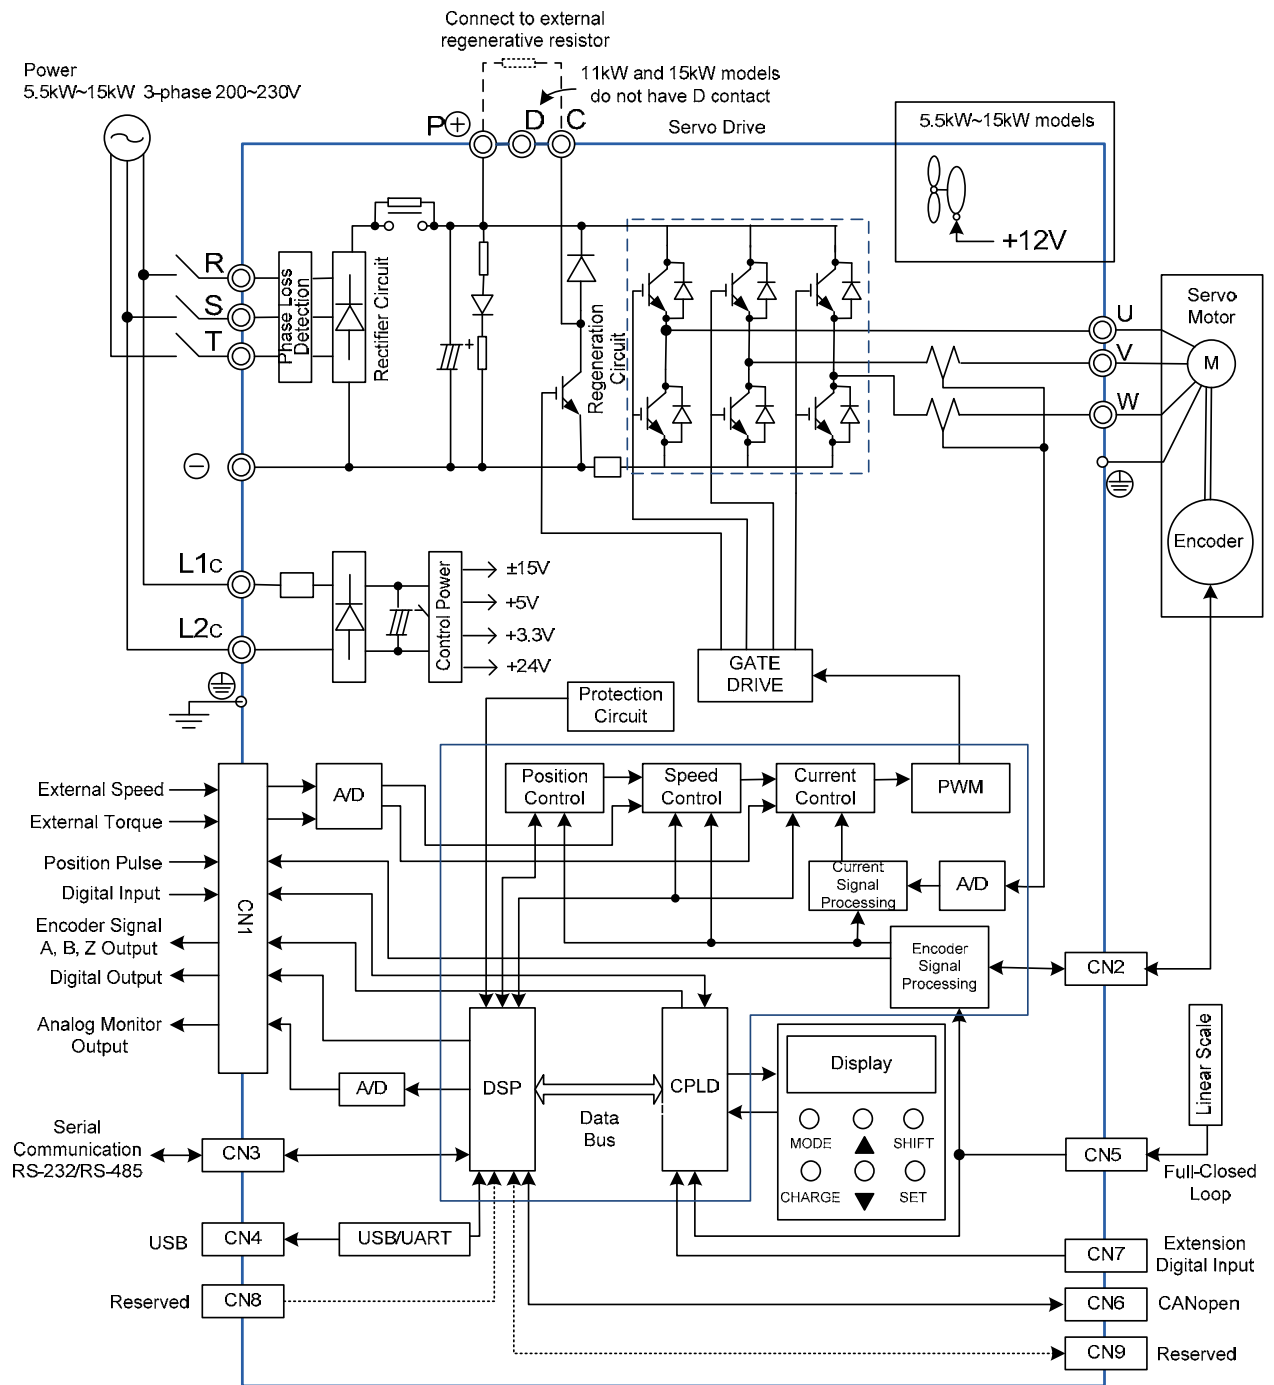 Connect to external
regenerative resistor
Power
5.5kW~15kW 3-phase 200~230V
11kW and 15kW models
do not have D contact
P
D
C
Servo Drive
5.5kW~15kW models
+12V
R
S
T
Phase Loss
Detection
Rectifier Circuit
+
Regeneration
Circuit
U
V
W
Servo
Motor
M
Encoder
L1c
L2c
Control Power
±15V
+5V
+3.3V
+24V
GATE
DRIVE
Protection
Circuit
External Speed
External Torque
Position Pulse
Digital Input
Encoder Signal
A, B, Z Output
Digital Output
Analog Monitor
Output
CN1
A/D
Position
Control
Speed
Control
Current
Control
PWM
Current
Signal
Processing
A/D
Encoder
Signal
Processing
CN2
A/D
DSP
Data
Bus
CPLD
Display
MODE
SHIFT
CHARGE
SET
Linear Scale
Serial
Communication
RS-232/RS-485
CN3
CN5
Full-Closed
Loop
USB
CN4
USB/UART
CN7
Extension
Digital Input
Reserved
CN8
CN6
CANopen
CN9
Reserved